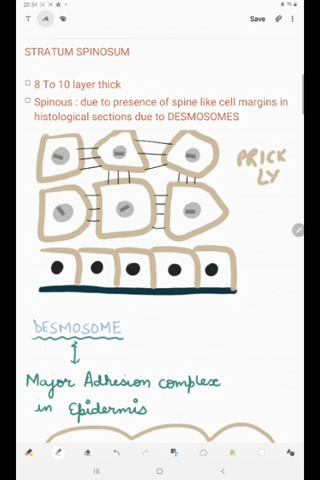 20:34
Save
STRATUM SPINOSUM
8 To 10 layer thick
Spinous : due to presence of spine like cell margins in
histological sections due to DESMOSOMES
PRICK
LY
DESMOSOME
Major Adhesion complex
in Epidermis